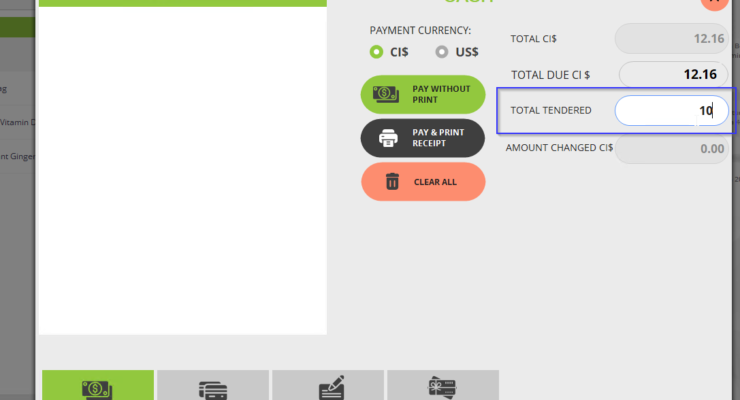 CASH
PAYMENT CURRENCY:
CI$ US$
TOTAL CI$ 12.16
TOTAL DUE CI $ 12.16
TOTAL TENDERED 10
AMOUNT CHANGED CI$ 0.00
PAY WITHOUT
PRINT
PAY & PRINT
RECEIPT
CLEAR ALL
Vitamin D
nt Ginger